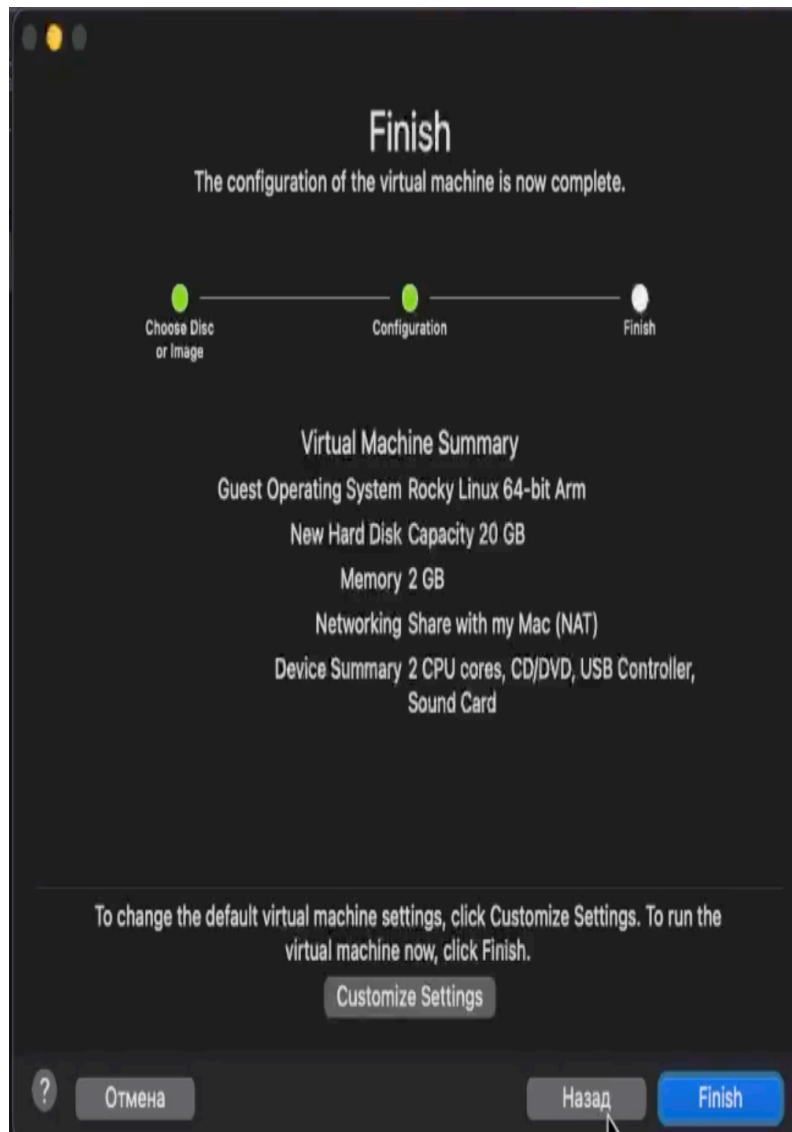 Finish
The configuration of the virtual machine is now complete.
Choose Disc
or Image
Configuration
Finish
Virtual Machine Summary
Guest Operating System Rocky Linux 64-bit Arm
New Hard Disk Capacity 20 GB
Memory 2 GB
Networking Share with my Mac (NAT)
Device Summary 2 CPU cores, CD/DVD, USB Controller,
Sound Card
To change the default virtual machine settings, click Customize Settings. To run the
virtual machine now, click Finish.
Customize Settings
? Отмена Назад Finish